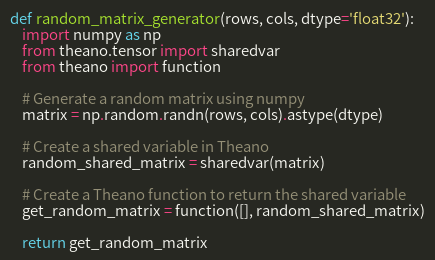 def random_matrix_generator(rows, cols, dtype='float32'):
import numpy as np
from theano.tensor import sharedvar
from theano import function
# Generate a random matrix using numpy
matrix = np.random.randn(rows, cols).astype(dtype)
# Create a shared variable in Theano
random_shared_matrix = sharedvar(matrix)
# Create a Theano function to return the shared variable
get_random_matrix = function([], random_shared_matrix)
return get_random_matrix